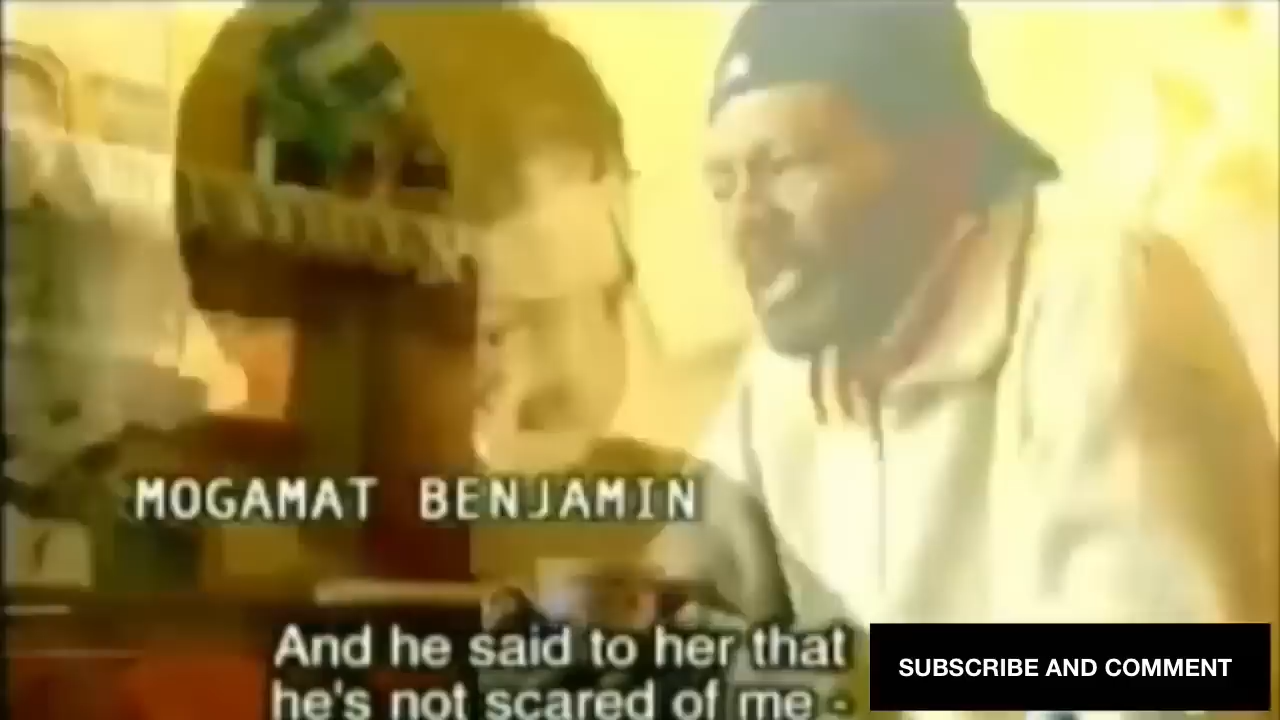 MOGAMAT BENJAMIN
And he said to her that
he's not scared of me -
SUBSCRIBE AND COMMENT